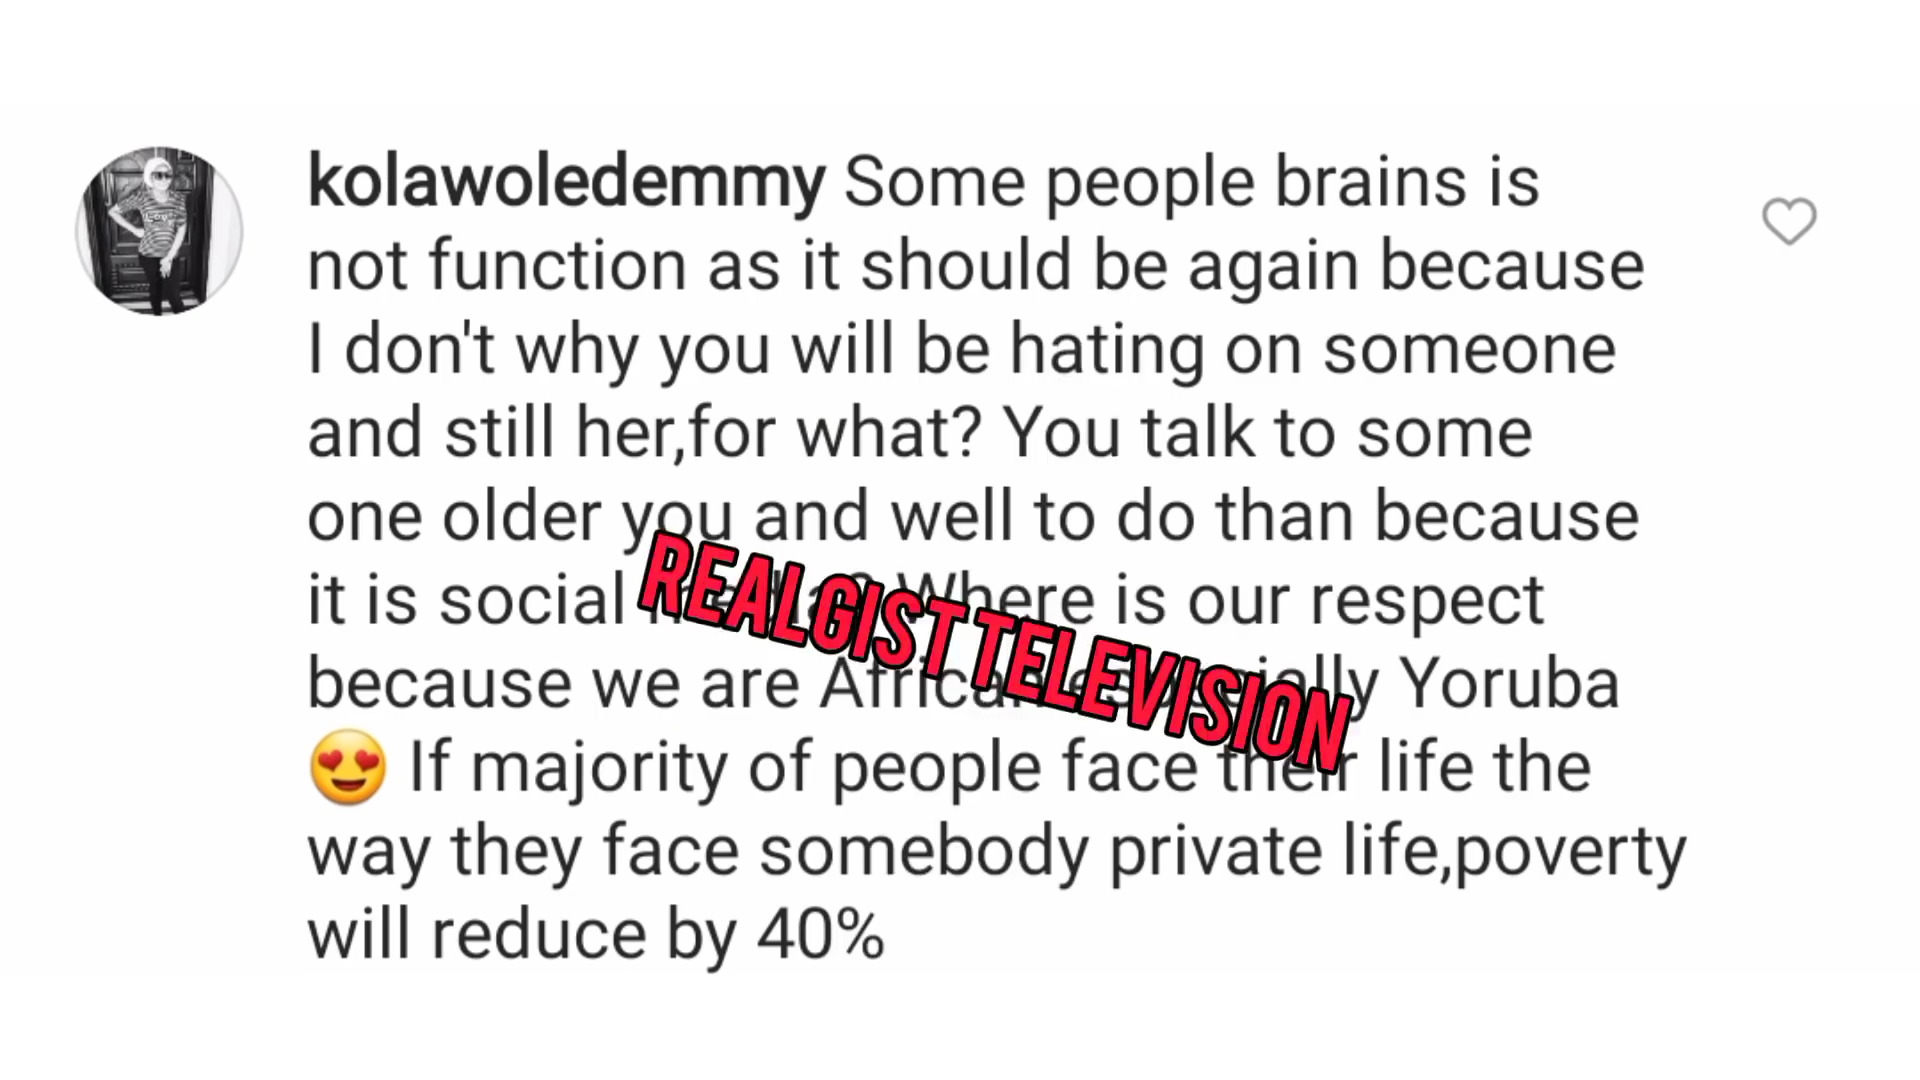 kolawoledemmy Some people brains is
not function as it should be again because
I don't why you will be hating on someone
and still her,for what? You talk to some
one older you and well to do than because
it is social Where is our respect
because we are African especially Yoruba
😍 If majority of people face their life the
way they face somebody private life,poverty
will reduce by 40%
REALGIST TELEVISION